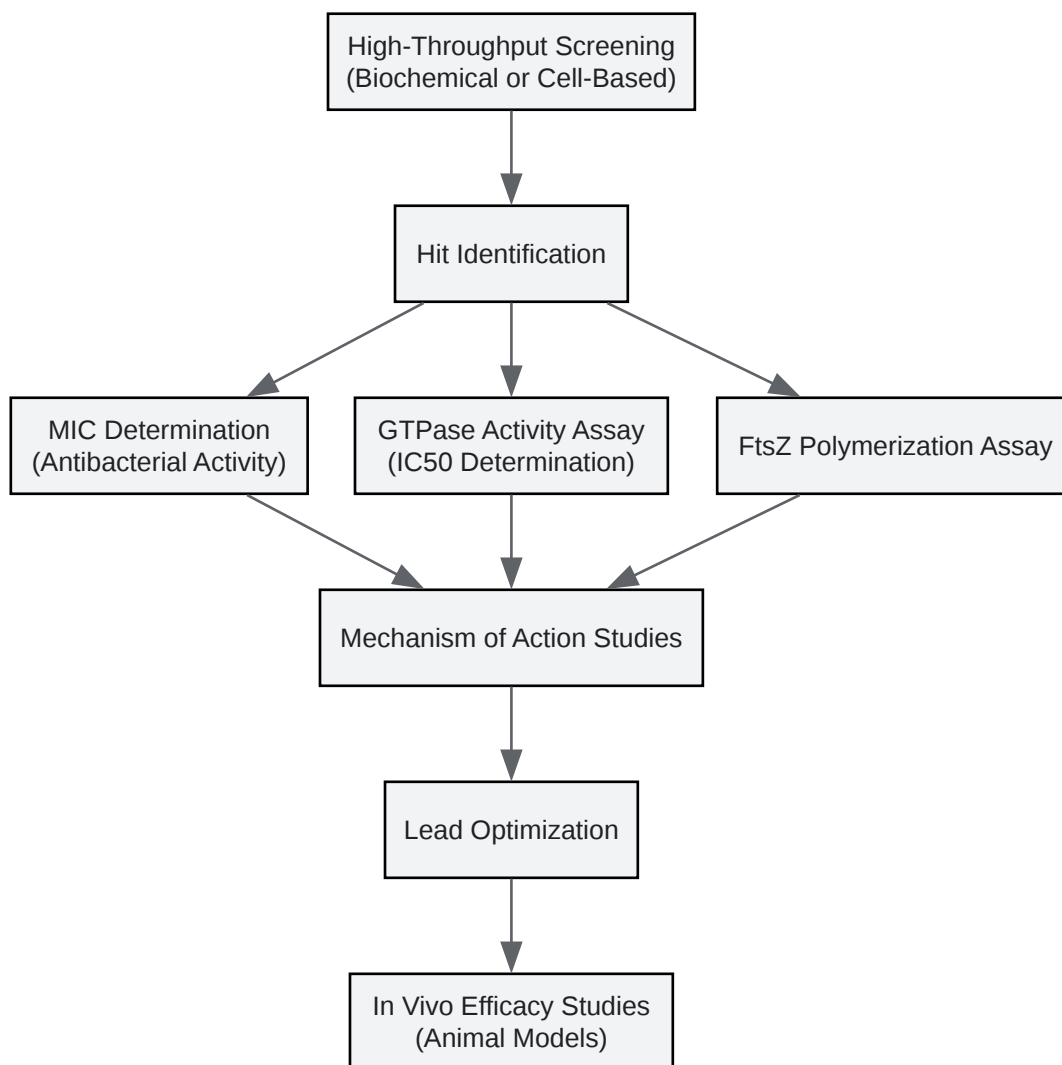 High-Throughput Screening
(Biochemical or Cell-Based)
Hit Identification
MIC Determination
(Antibacterial Activity)
GTPase Activity Assay
(IC50 Determination)
FtsZ Polymerization Assay
Mechanism of Action Studies
Lead Optimization
In Vivo Efficacy Studies
(Animal Models)